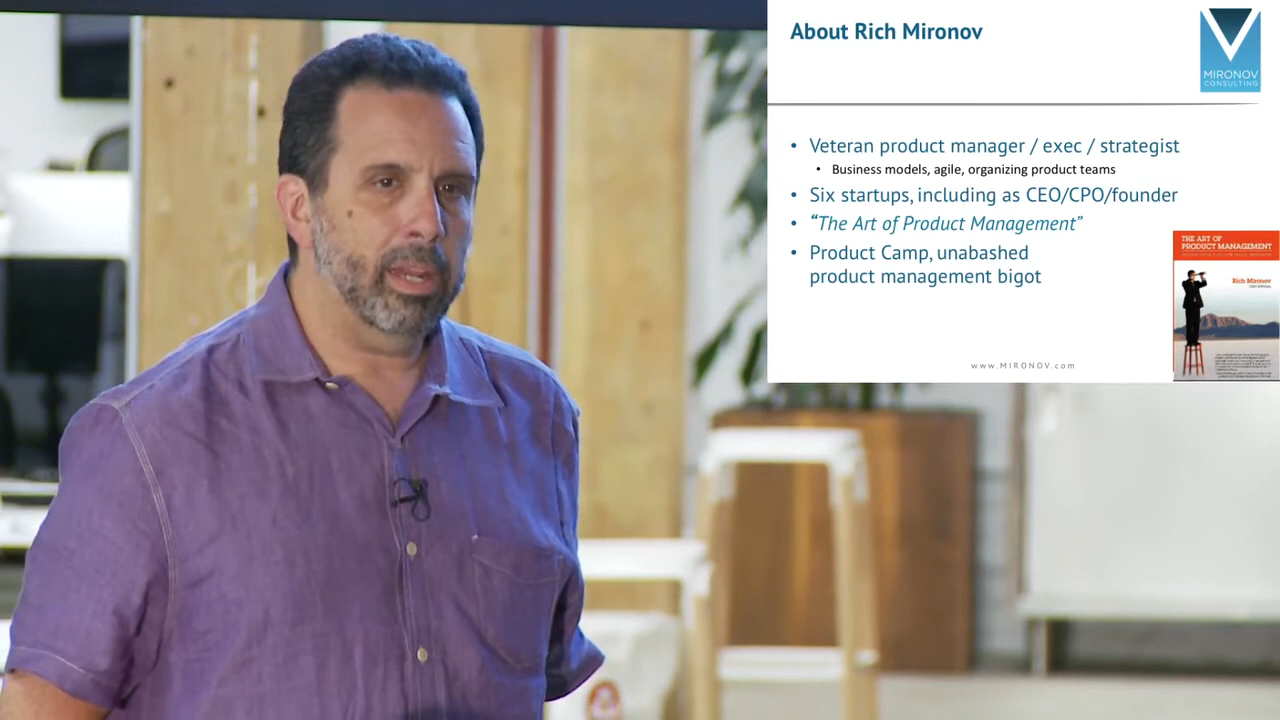 About Rich Mironov
MIRONOV
CONSULTING
• Veteran product manager / exec / strategist
• Business models, agile, organizing product teams
• Six startups, including as CEO/CPO/founder
• “The Art of Product Management”
• Product Camp, unabashed
product management bigot
THE ART OF
PRODUCT MANAGEMENT
Rich Mironov
www.MIRONOV.com